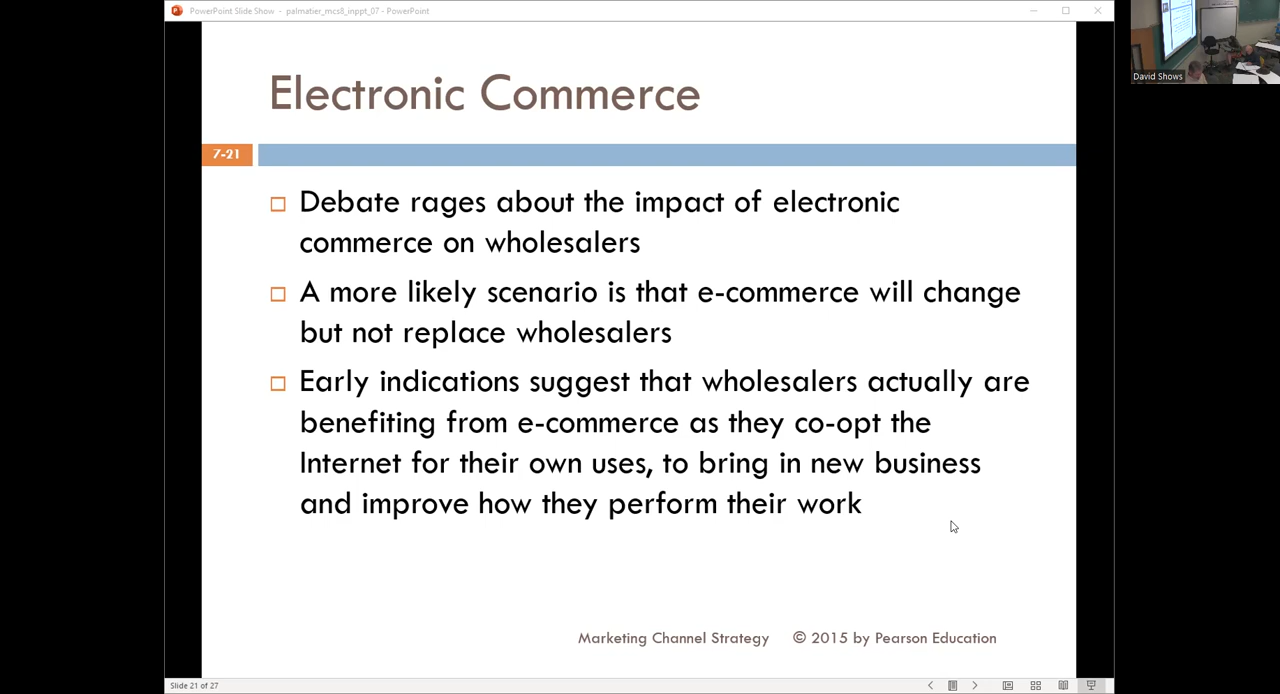 PowerPoint Slide Show - palmatier_mcs8_inppt_07 - PowerPoint
David Shows
Electronic Commerce
7-21
Debate rages about the impact of electronic
commerce on wholesalers
A more likely scenario is that e-commerce will change
but not replace wholesalers
Early indications suggest that wholesalers actually are
benefiting from e-commerce as they co-opt the
Internet for their own uses, to bring in new business
and improve how they perform their work
Marketing Channel Strategy © 2015 by Pearson Education
Slide 21 of 27